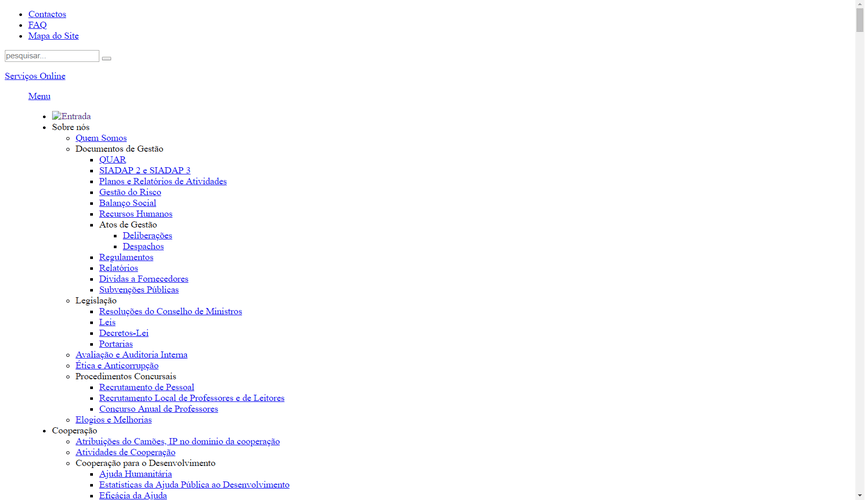 Contactos
FAQ
Mapa do Site
pesquisar...
Serviços Online
Menu
Entrada
Sobre nós
Quem Somos
Documentos de Gestão
QUAR
SIADAP 2 e SIADAP 3
Planos e Relatórios de Atividades
Gestão do Risco
Balanço Social
Recursos Humanos
Atos de Gestão
Deliberações
Despachos
Regulamentos
Relatórios
Dívidas a Fornecedores
Subvenções Públicas
Legislação
Resoluções do Conselho de Ministros
Leis
Decretos-Lei
Portarias
Avaliação e Auditoria Interna
Ética e Anticorrupção
Procedimentos Concursais
Recrutamento de Pessoal
Recrutamento Local de Professores e de Leitores
Concurso Anual de Professores
Elogios e Melhorias
Cooperação
Atribuições do Camões, IP no domínio da cooperação
Atividades de Cooperação
Cooperação para o Desenvolvimento
Ajuda Humanitária
Estatísticas da Ajuda Pública ao Desenvolvimento
Eficácia da Ajuda